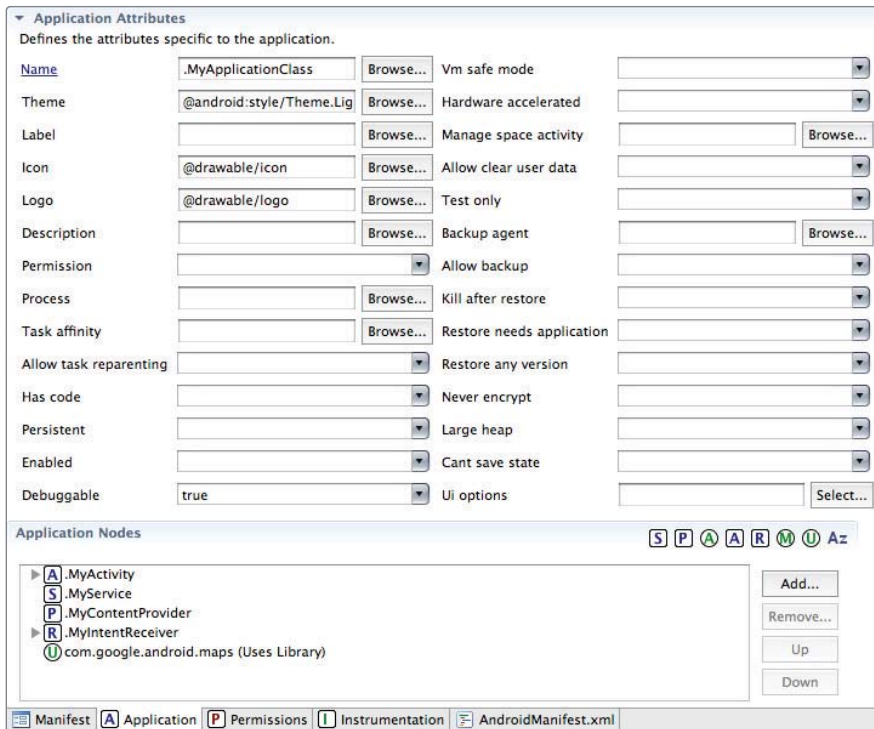 Application Attributes
Defines the attributes specific to the application.
Name .MyApplicationClass Browse... Vm safe mode
Theme @android:style/Theme.Lig Browse... Hardware accelerated
Label Browse... Manage space activity Browse...
Icon @drawable/icon Browse... Allow clear user data
Logo @drawable/logo Browse... Test only
Description Browse... Backup agent Browse...
Permission Allow backup
Process Browse... Kill after restore
Task affinity Browse... Restore needs application
Allow task reparenting Restore any version
Has code Never encrypt
Persistent Large heap
Enabled Cant save state
Debuggable true Ui options Select...
Application Nodes S P A A R M U Az
A .MyActivity Add...
S .MyService
P .MyContentProvider Remove...
R .MyIntentReceiver
U com.google.android.maps (Uses Library) Up
Down
Manifest A Application P Permissions I Instrumentation AndroidManifest.xml